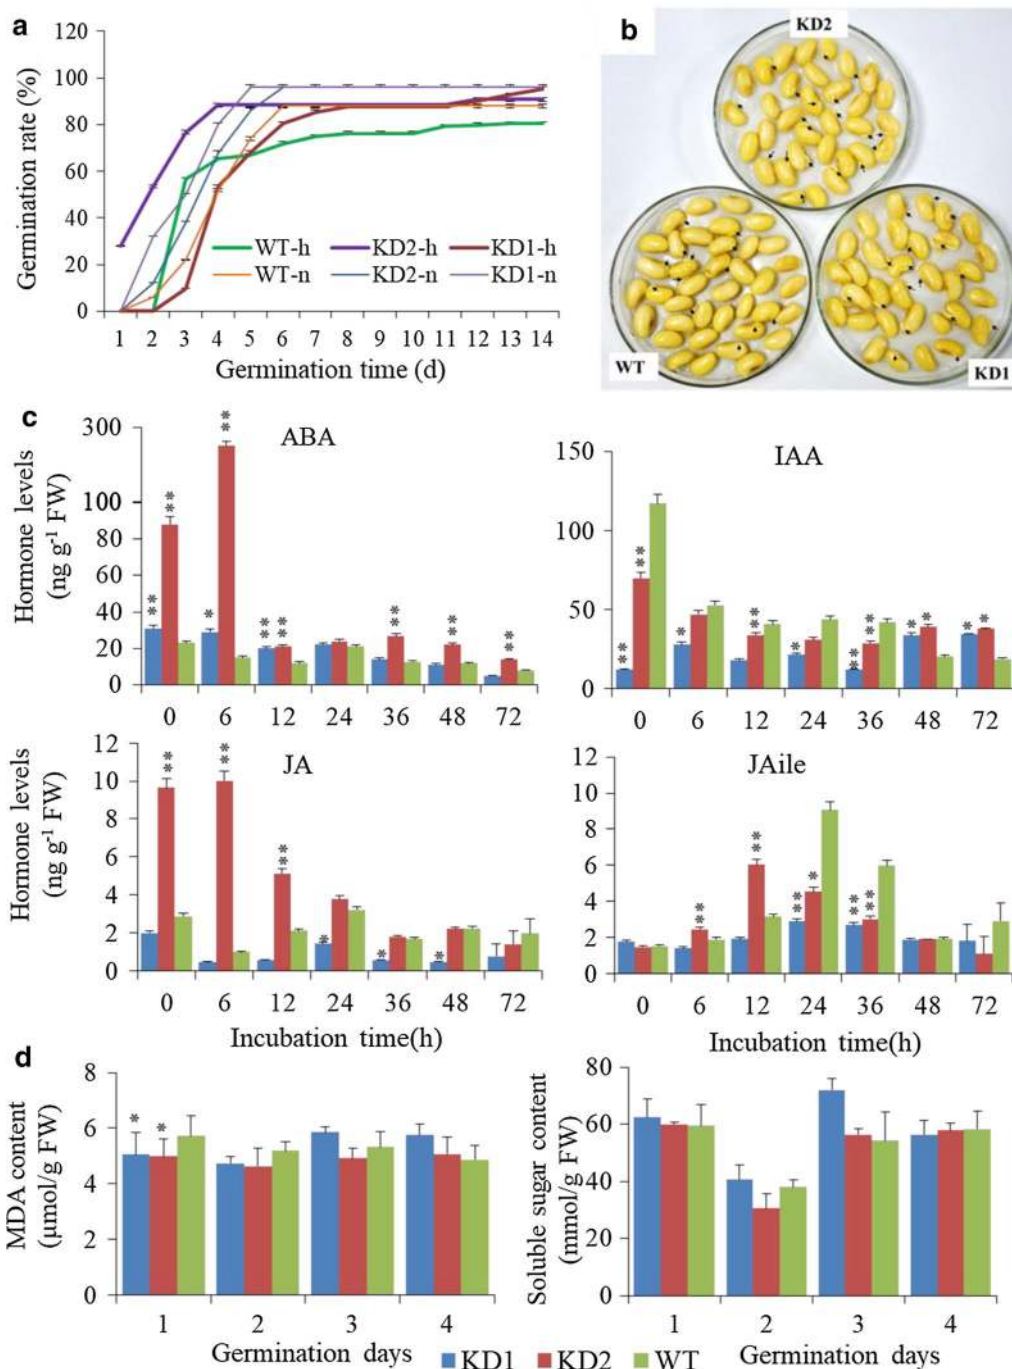 a
120
100
80
60
40
20
0
Germination rate (%)
WT-h KD2-h KD1-h
WT-n KD2-n KD1-n
1 2 3 4 5 6 7 8 9 10 11 12 13 14
Germination time (d)
b
KD2
WT
KD1
c
ABA
300
100
80
60
40
20
0
Hormone levels
(ng g⁻¹ FW)
** ** ** * ** ** ** ** **
0 6 12 24 36 48 72
IAA
150
100
50
0
** ** * ** * ** ** * * * *
0 6 12 24 36 48 72
JA
12
10
8
6
4
2
0
Hormone levels
(ng g⁻¹ FW)
** ** ** * * *
0 6 12 24 36 48 72
Incubation time(h)
JAile
12
10
8
6
4
2
0
** ** ** * ** **
0 6 12 24 36 48 72
Incubation time(h)
d
8
6
4
2
0
MDA content
(μmol/g FW)
* *
1 2 3 4
Germination days
80
60
40
20
0
Soluble sugar content
(mmol/g FW)
1 2 3 4
Germination days
KD1 KD2 WT